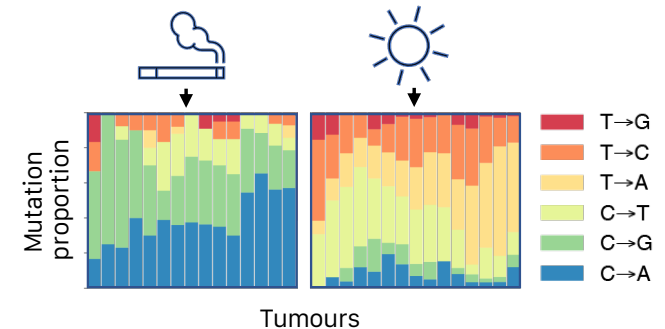 Mutation
proportion
Tumours
T→G
T→C
T→A
C→T
C→G
C→A